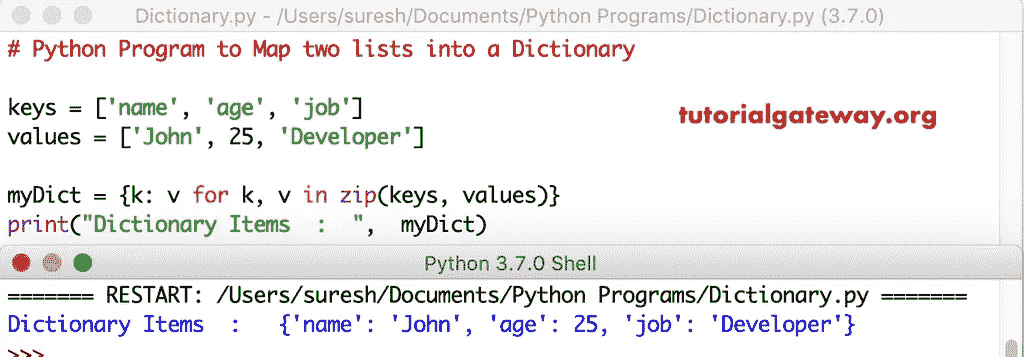 Dictionary.py - /Users/suresh/Documents/Python Programs/Dictionary.py (3.7.0)
# Python Program to Map two lists into a Dictionary
keys = ['name', 'age', 'job']
tutorialgateway.org
values = ['John', 25, 'Developer']
myDict = {k: v for k, v in zip(keys, values)}
print("Dictionary Items  :  ",  myDict)
Python 3.7.0 Shell
======= RESTART: /Users/suresh/Documents/Python Programs/Dictionary.py =======
Dictionary Items  :   {'name': 'John', 'age': 25, 'job': 'Developer'}
>>>